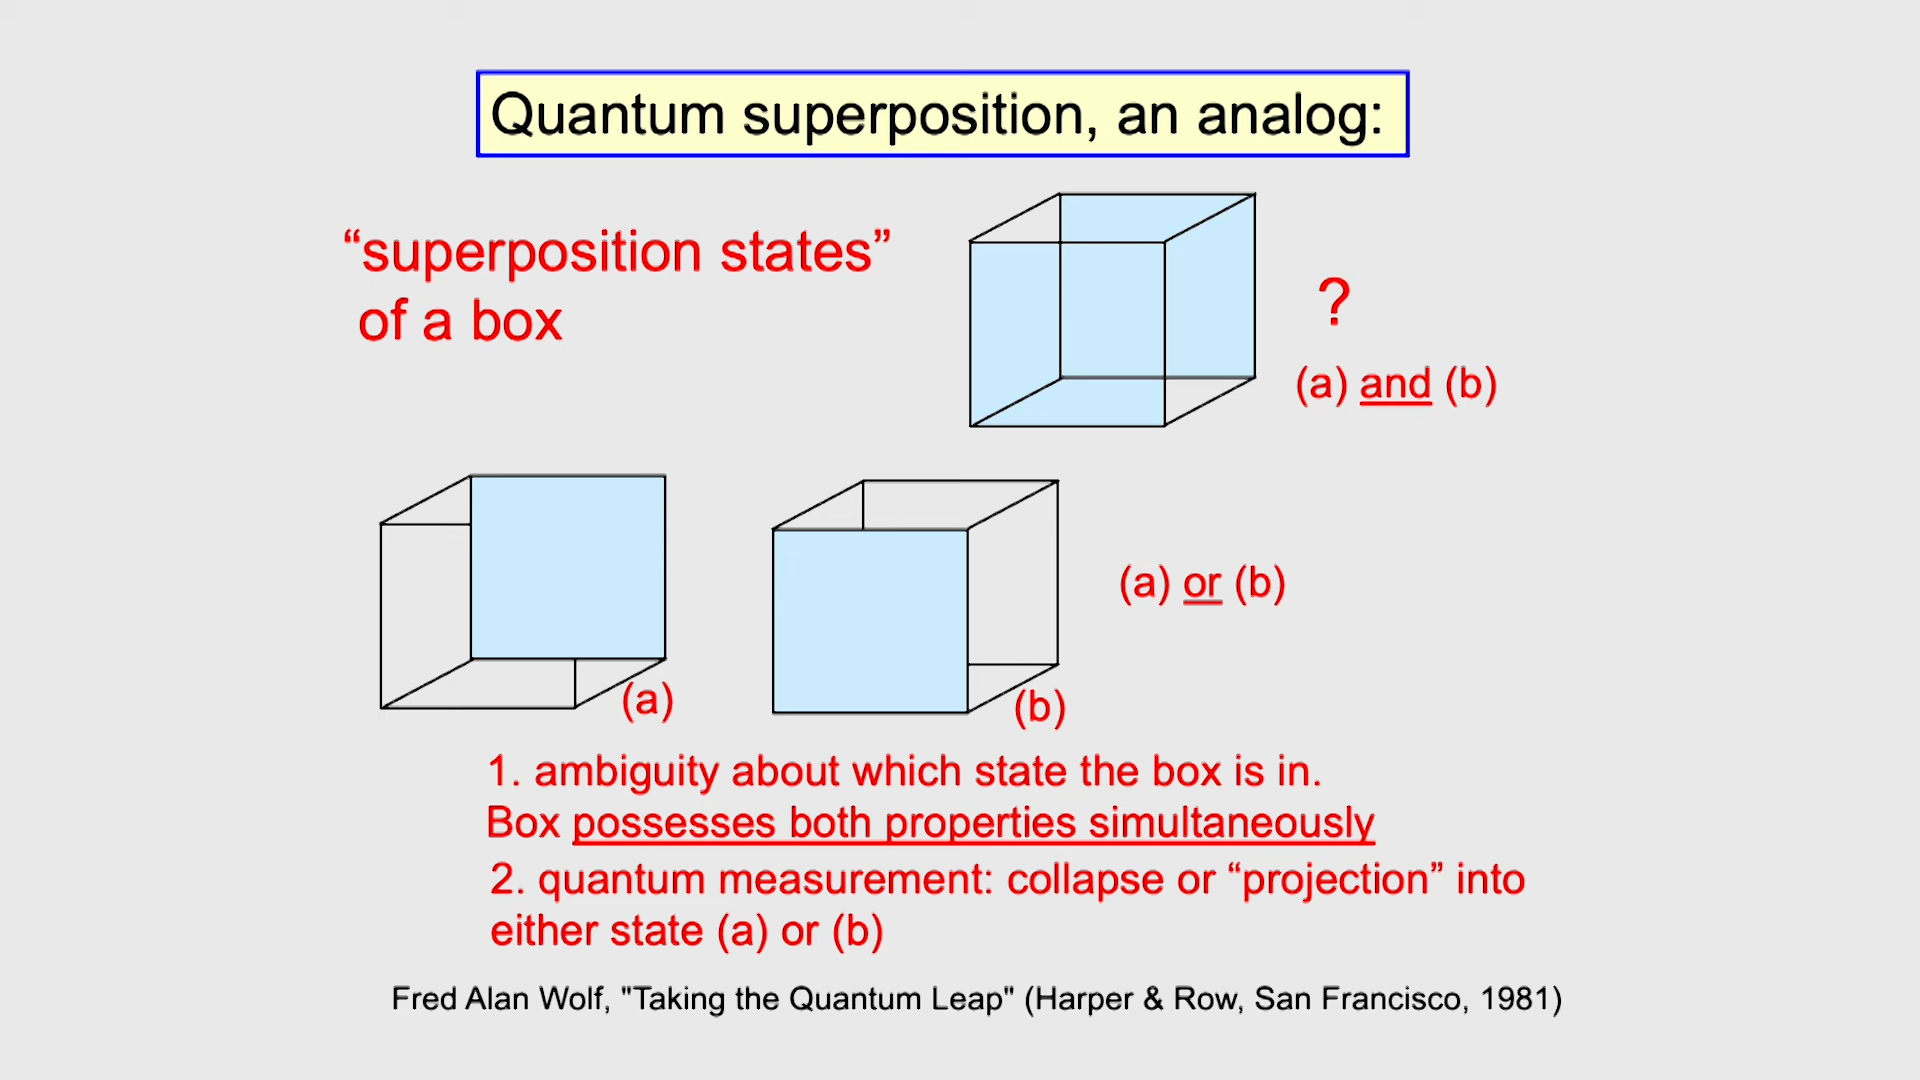 Quantum superposition, an analog:
“superposition states”
of a box
?
(a) and (b)
(a)
(b)
(a) or (b)
1. ambiguity about which state the box is in.
Box possesses both properties simultaneously
2. quantum measurement: collapse or “projection” into
either state (a) or (b)
Fred Alan Wolf, "Taking the Quantum Leap" (Harper & Row, San Francisco, 1981)